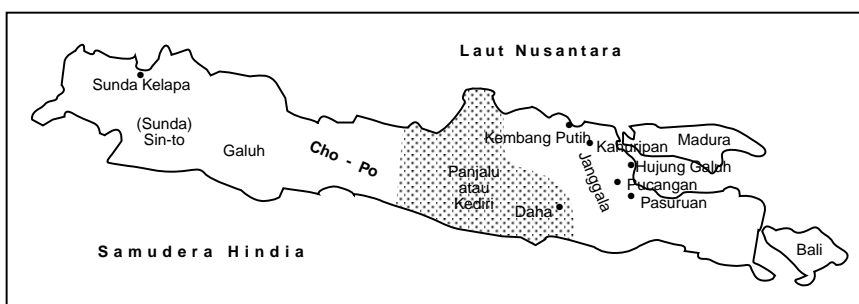 Laut Nusantara
Sunda Kelapa
(Sunda)
Sin-to
Galuh
Cho - Po
Panjalu
atau
Kediri
Daha
Kembang Putih
Kahuripan
Janggala
Madura
Hujung Galuh
Pucangan
Pasuruan
Bali
Samudera Hindia